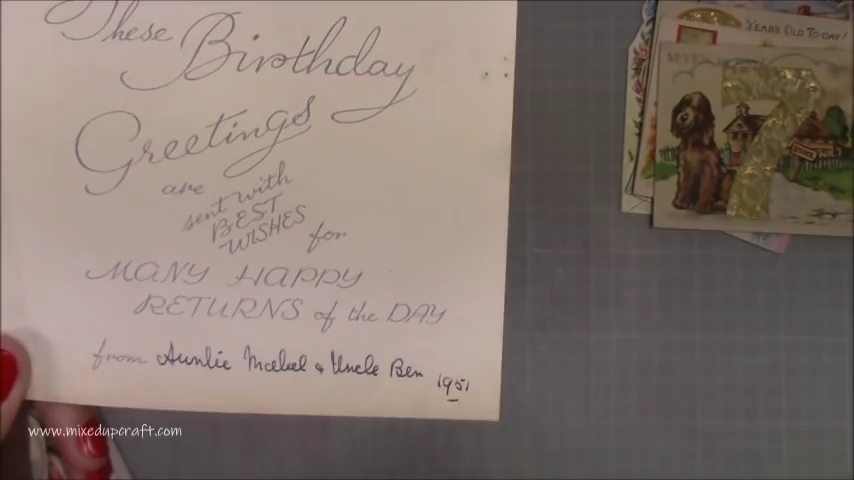 These Birthday
Greetings
are
sent with
BEST
WISHES for
MANY HAPPY
RETURNS of the DAY
from Auntie Mabel & Uncle Ben 1951
YEARS OLD TO-DAY!
www.mixedupcraft.com